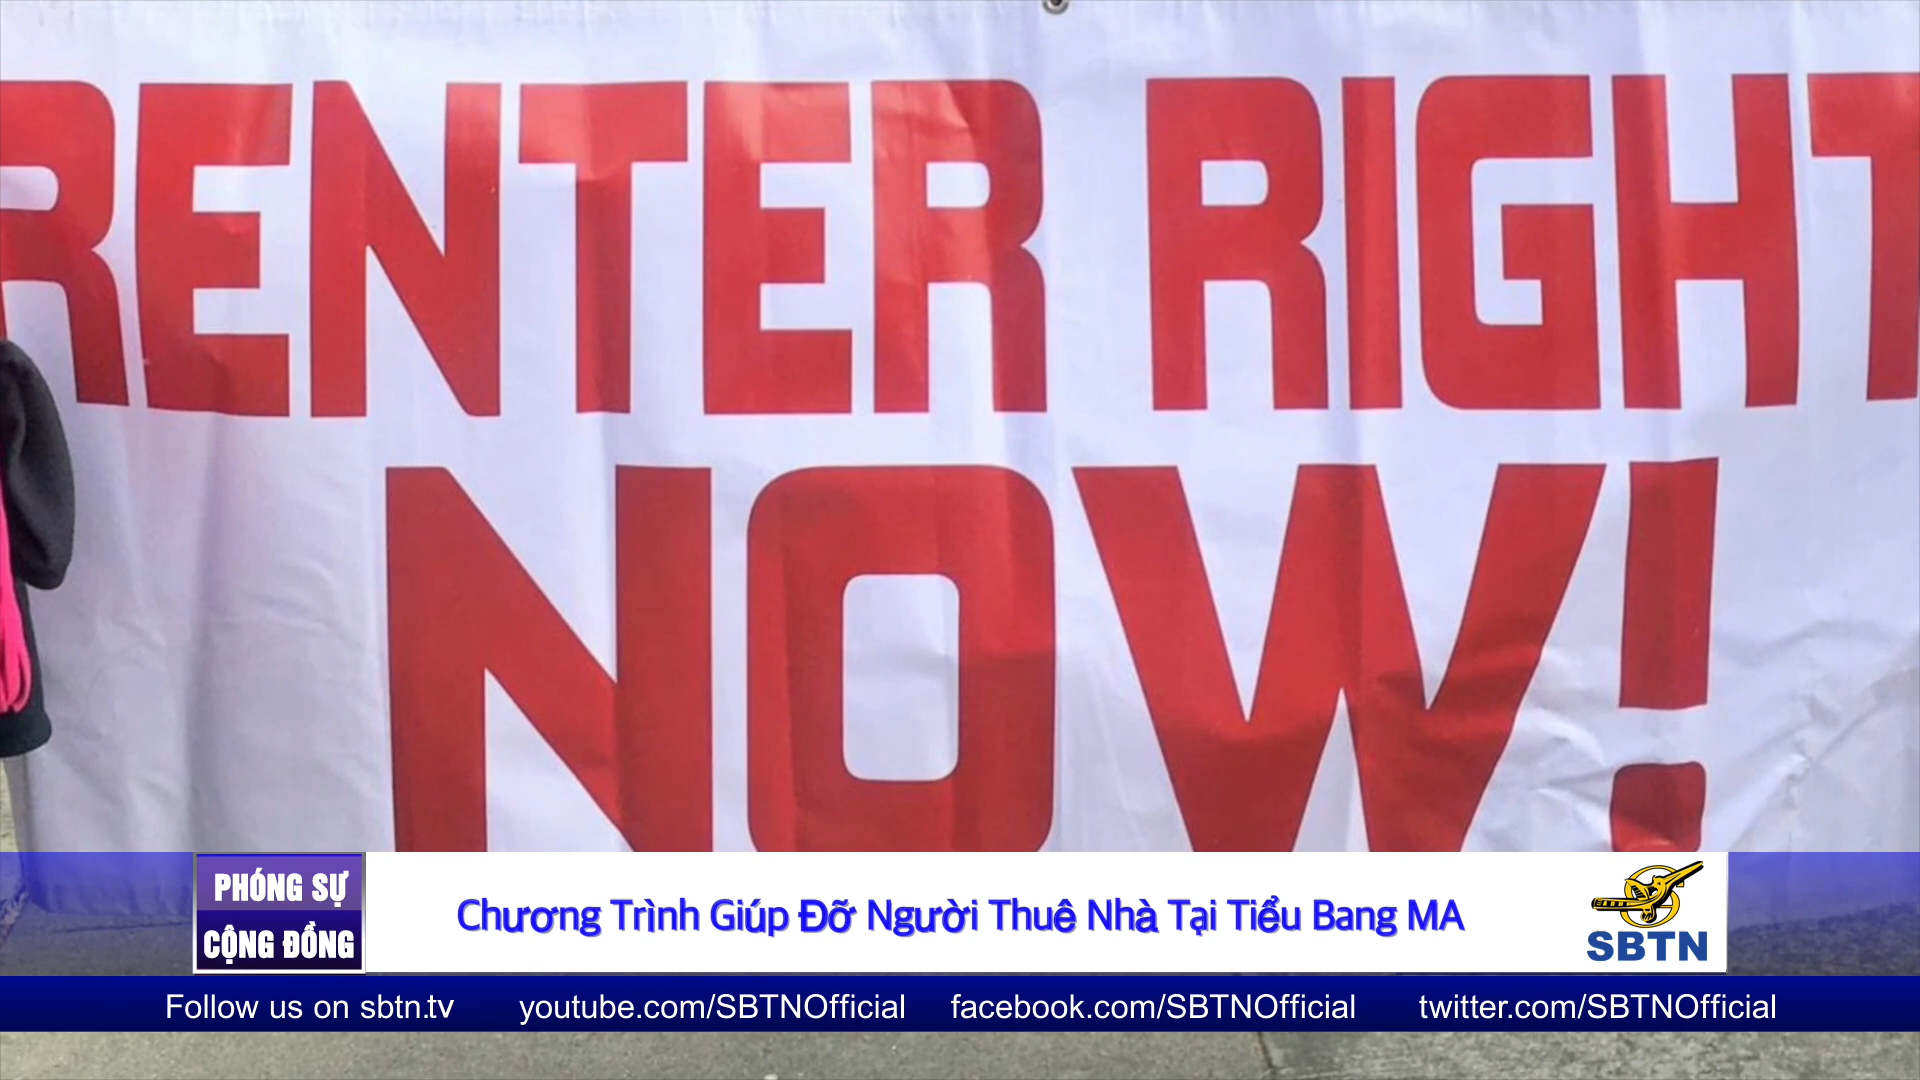 RENTER RIGHT
NOW!
PHÓNG SỰ
CỘNG ĐỒNG
Chương Trình Giúp Đỡ Người Thuê Nhà Tại Tiểu Bang MA
SBTN
Follow us on sbtn.tv youtube.com/SBTNOfficial facebook.com/SBTNOfficial twitter.com/SBTNOfficial